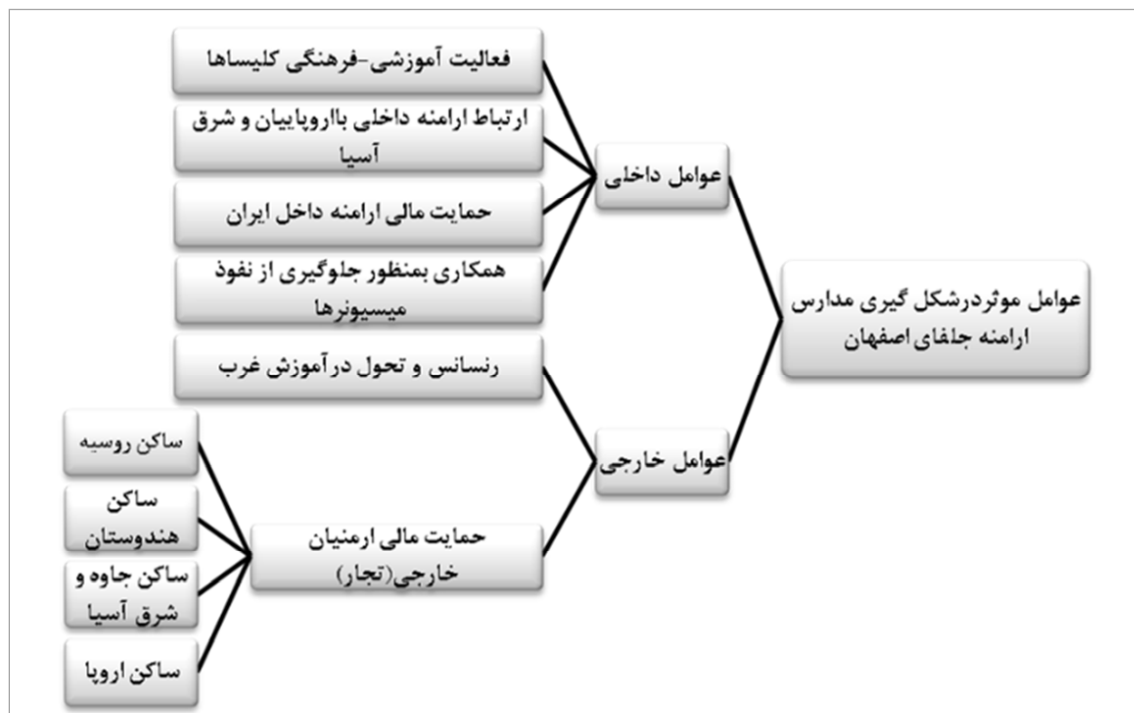 عوامل موثردرشکل گیری مدارس
ارامنه جلفای اصفهان
عوامل داخلی
فعالیت آموزشی-فرهنگی کلیساها
ارتباط ارامنه داخلی بااروپاییان و شرق
آسیا
حمایت مالی ارامنه داخل ایران
همکاری بمنظور جلوگیری از نفوذ
میسیونرها
عوامل خارجی
رنسانس و تحول در آموزش غرب
حمایت مالی ارمنیان
خارجی(تجار)
ساکن روسیه
ساکن
هندوستان
ساکن جاوه و
شرق آسیا
ساکن اروپا